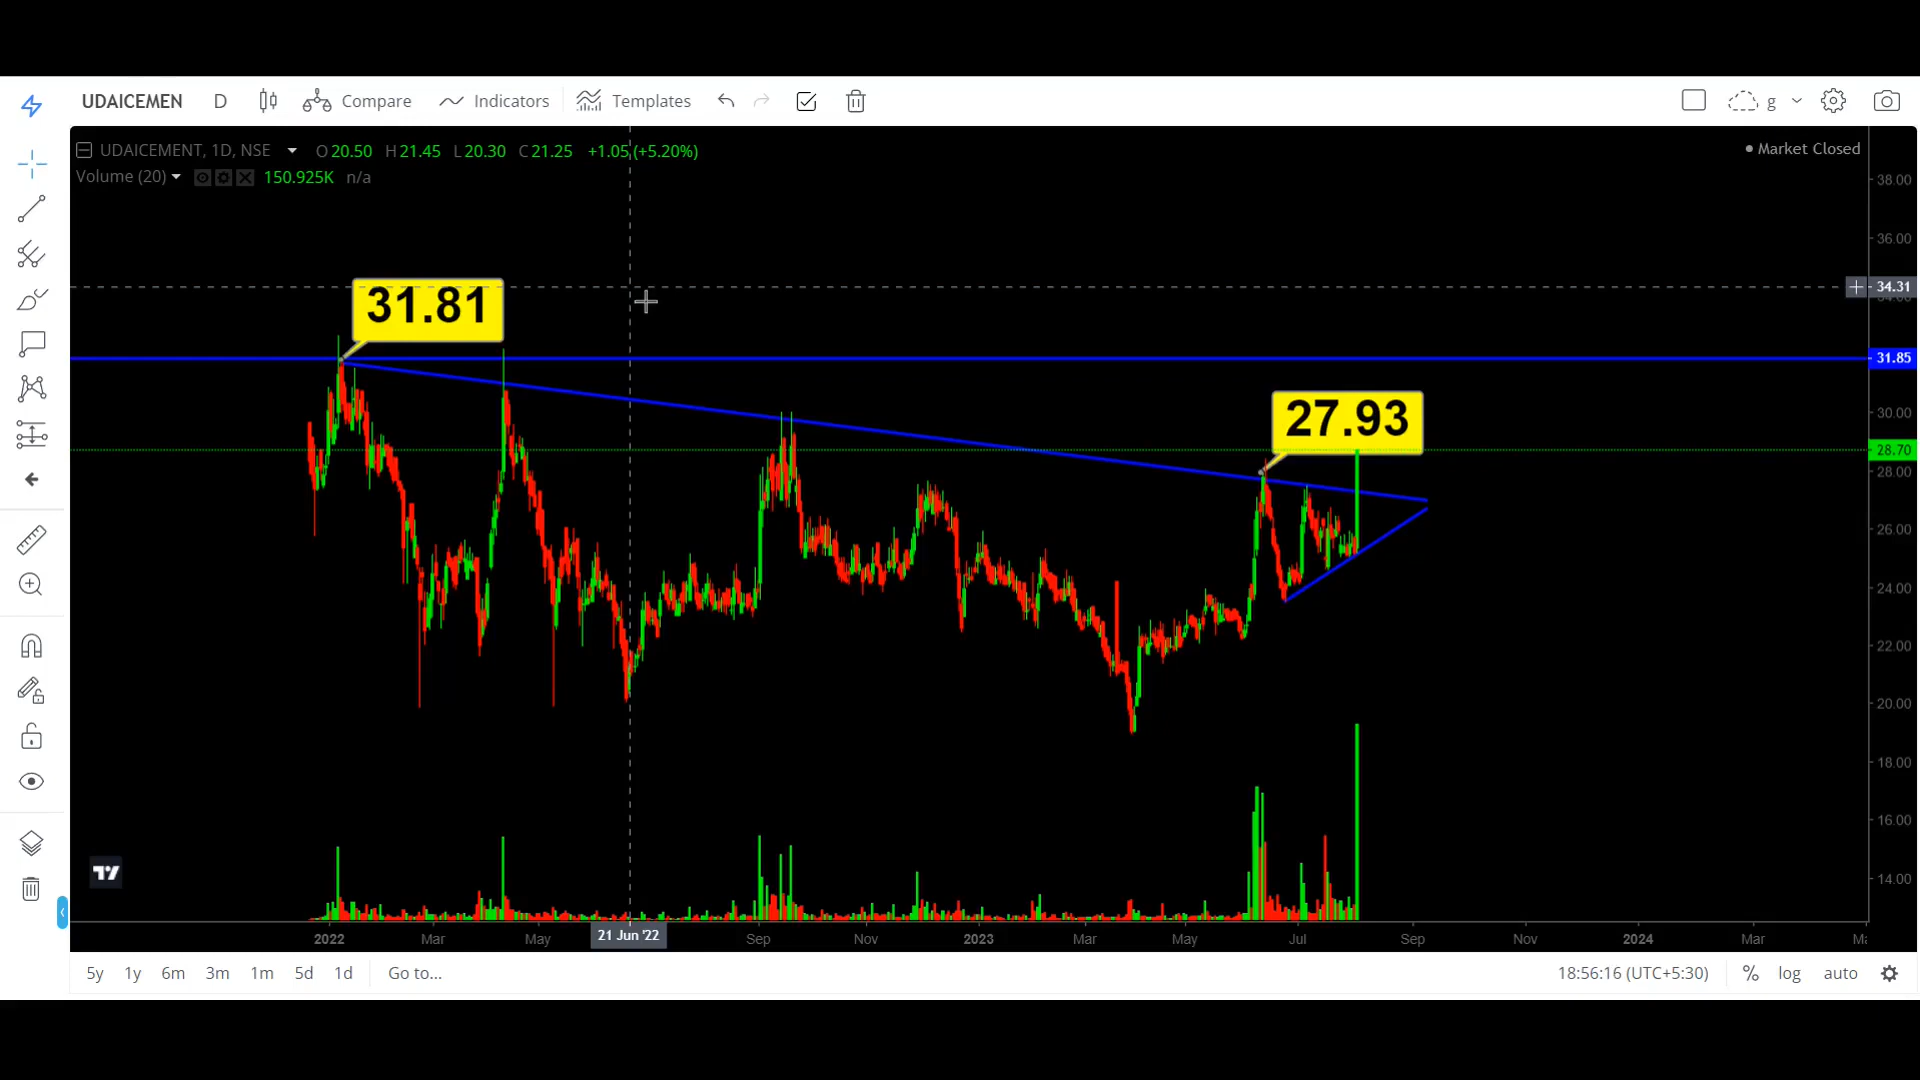 UDAICEMEN D Compare Indicators Templates g
UDAICEMENT, 1D, NSE O20.50 H21.45 L20.30 C21.25 +1.05 (+5.20%)
Market Closed
Volume (20) 150.925K n/a
38.00
36.00
34.31
31.81
31.85
30.00
27.93
28.70
28.00
26.00
24.00
22.00
20.00
18.00
16.00
14.00
2022 Mar May 21 Jun '22 Sep Nov 2023 Mar May Jul Sep Nov 2024 Mar
5y 1y 6m 3m 1m 5d 1d Go to... 18:56:16 (UTC+5:30) % log auto